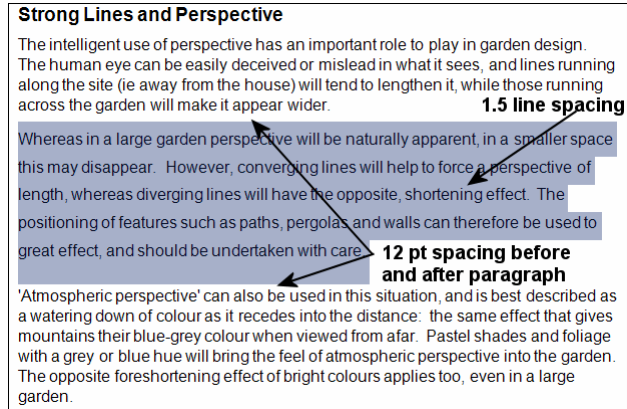 Strong Lines and Perspective
The intelligent use of perspective has an important role to play in garden design.
The human eye can be easily deceived or mislead in what it sees, and lines running
along the site (ie away from the house) will tend to lengthen it, while those running
across the garden will make it appear wider.
1.5 line spacing
Whereas in a large garden perspective will be naturally apparent, in a smaller space
this may disappear.  However, converging lines will help to force a perspective of
length, whereas diverging lines will have the opposite, shortening effect.  The
positioning of features such as paths, pergolas and walls can therefore be used to
great effect, and should be undertaken with care
12 pt spacing before
and after paragraph
'Atmospheric perspective' can also be used in this situation, and is best described as
a watering down of colour as it recedes into the distance:  the same effect that gives
mountains their blue-grey colour when viewed from afar.  Pastel shades and foliage
with a grey or blue hue will bring the feel of atmospheric perspective into the garden.
The opposite foreshortening effect of bright colours applies too, even in a large
garden.